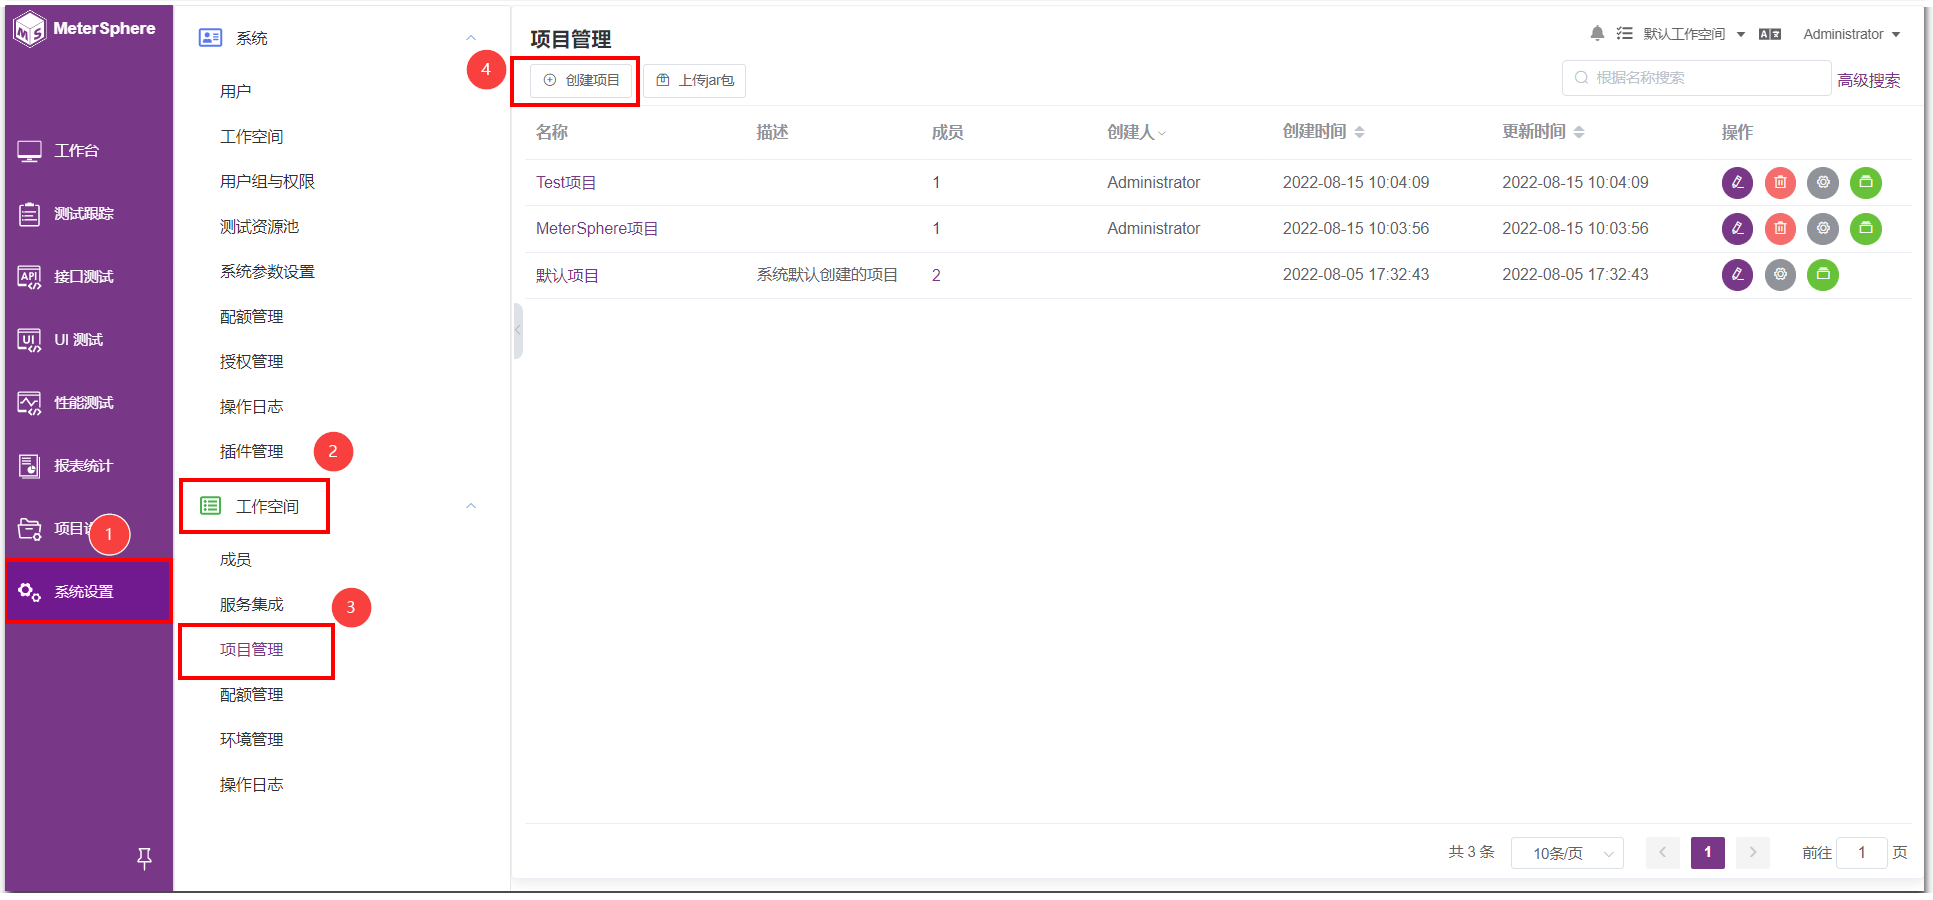 MeterSphere
工作台
测试跟踪
接口测试
UI 测试
性能测试
报表统计
项目
1
系统设置
系统
用户
工作空间
用户组与权限
测试资源池
系统参数设置
配额管理
授权管理
操作日志
插件管理
2
工作空间
成员
服务集成
3
项目管理
配额管理
环境管理
操作日志
项目管理
默认工作空间
Administrator
4
创建项目
上传jar包
根据名称搜索
高级搜索
名称 描述 成员 创建人 创建时间 更新时间 操作
Test项目 1 Administrator 2022-08-15 10:04:09 2022-08-15 10:04:09
MeterSphere项目 1 Administrator 2022-08-15 10:03:56 2022-08-15 10:03:56
默认项目 系统默认创建的项目 2 2022-08-05 17:32:43 2022-08-05 17:32:43
共 3 条 10条/页 1 前往 1 页